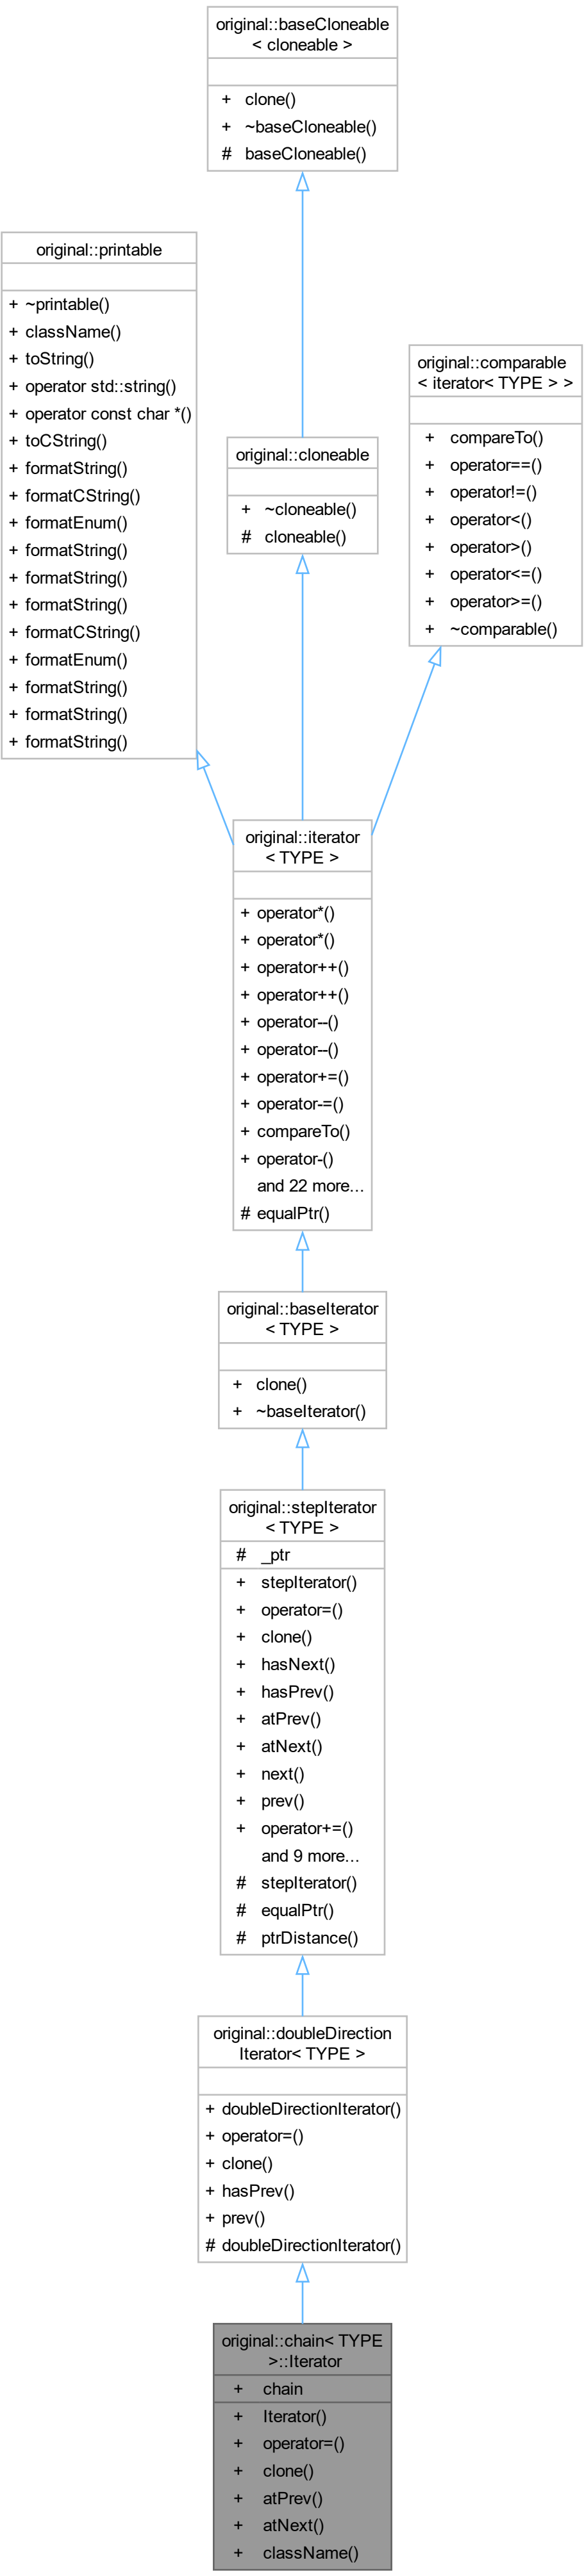 original::baseCloneable
< cloneable >
+ clone()
+ ~baseCloneable()
# baseCloneable()
original::printable
+ ~printable()
+ className()
+ toString()
+ operator std::string()
+ operator const char *()
+ toCString()
+ formatString()
+ formatCString()
+ formatEnum()
+ formatString()
+ formatString()
+ formatString()
+ formatCString()
+ formatEnum()
+ formatString()
+ formatString()
+ formatString()
original::cloneable
+ ~cloneable()
# cloneable()
original::comparable
< iterator< TYPE > >
+ compareTo()
+ operator==()
+ operator!=()
+ operator<()
+ operator>()
+ operator<=()
+ operator>=()
+ ~comparable()
original::iterator
< TYPE >
+ operator*()
+ operator*()
+ operator++()
+ operator++()
+ operator--()
+ operator--()
+ operator+=()
+ operator-=()
+ compareTo()
+ operator-()
and 22 more...
# equalPtr()
original::baseIterator
< TYPE >
+ clone()
+ ~baseIterator()
original::stepIterator
< TYPE >
# _ptr
+ stepIterator()
+ operator=()
+ clone()
+ hasNext()
+ hasPrev()
+ atPrev()
+ atNext()
+ next()
+ prev()
+ operator+=()
and 9 more...
# stepIterator()
# equalPtr()
# ptrDistance()
original::doubleDirection
Iterator< TYPE >
+ doubleDirectionIterator()
+ operator=()
+ clone()
+ hasPrev()
+ prev()
# doubleDirectionIterator()
original::chain< TYPE
>::Iterator
+ chain
+ Iterator()
+ operator=()
+ clone()
+ atPrev()
+ atNext()
+ className()